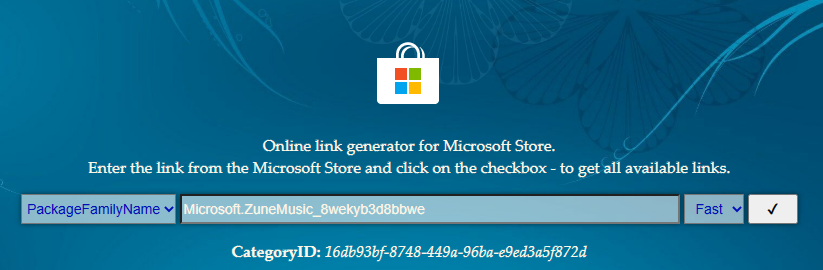 Online link generator for Microsoft Store.
Enter the link from the Microsoft Store and click on the checkbox - to get all available links.
PackageFamilyName Microsoft.ZuneMusic_8wekyb3d8bbwe Fast ✓
CategoryID: 16db93bf-8748-449a-96ba-e9ed3a5f872d